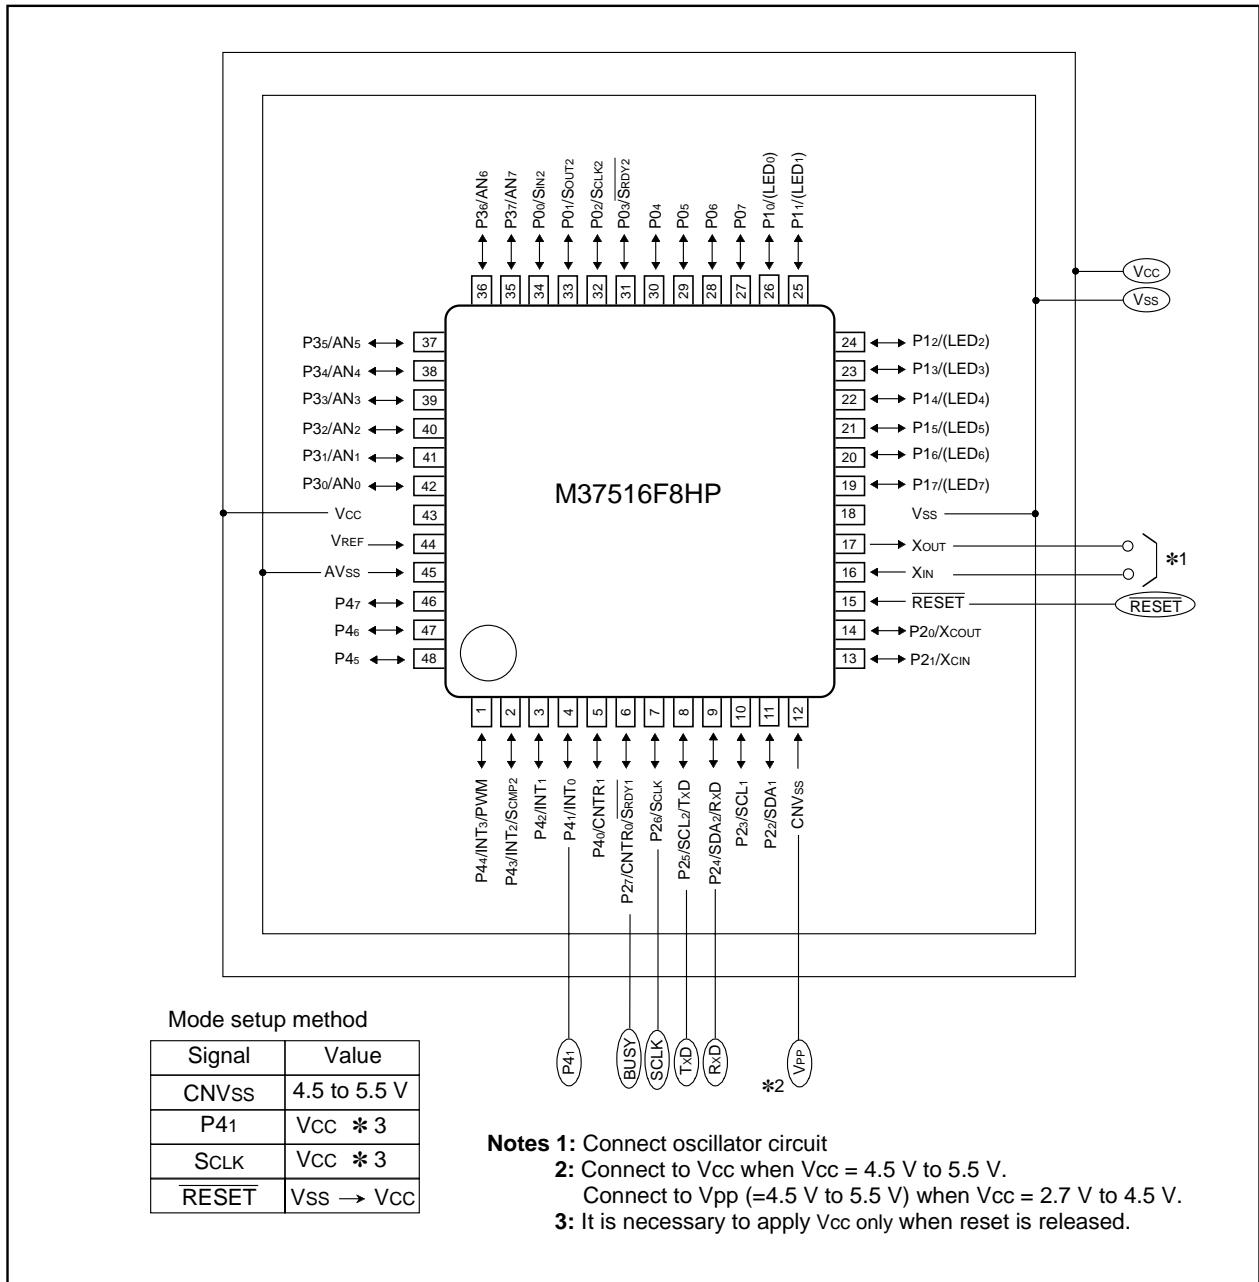 P36/AN6
P37/AN7
P00/SIN2
P01/SOUT2
P02/SCLK2
P03/SRDY2
P04
P05
P06
P07
P10/(LED0)
P11/(LED1)
36
35
34
33
32
31
30
29
28
27
26
25
VCC
VSS
P35/AN5 37
P34/AN4 38
P33/AN3 39
P32/AN2 40
P31/AN1 41
P30/AN0 42
VCC 43
VREF 44
AVSS 45
P47 46
P46 47
P45 48
M37516F8HP
24 P12/(LED2)
23 P13/(LED3)
22 P14/(LED4)
21 P15/(LED5)
20 P16/(LED6)
19 P17/(LED7)
18 VSS
17 XOUT
16 XIN
✻1
15 RESET RESET
14 P20/XCOUT
13 P21/XCIN
1
2
3
4
5
6
7
8
9
10
11
12
P44/INT3/PWM
P43/INT2/SCMP2
P42/INT1
P41/INT0
P40/CNTR1
P27/CNTR0/SRDY1
P26/SCLK
P25/SCL2/TxD
P24/SDA2/RxD
P23/SCL1
P22/SDA1
CNVSS
P41
BUSY
SCLK
TxD
RxD
✻2
VPP
Mode setup method
Signal Value
CNVSS 4.5 to 5.5 V
P41 VCC ✻ 3
SCLK VCC ✻ 3
RESET VSS → VCC
Notes 1: Connect oscillator circuit
2: Connect to Vcc when Vcc = 4.5 V to 5.5 V.
Connect to Vpp (=4.5 V to 5.5 V) when Vcc = 2.7 V to 4.5 V.
3: It is necessary to apply Vcc only when reset is released.